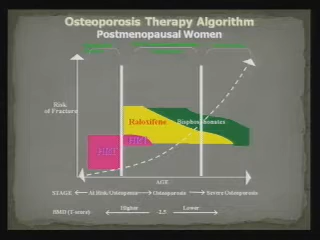 Osteoporosis Therapy Algorithm
Postmenopausal Women
Risk
of Fracture
Raloxifene
Bisphosphonates
HRT
HRT
AGE
STAGE At Risk/Osteopenia Osteoporosis Severe Osteoporosis
BMD (T-score) Higher -2.5 Lower